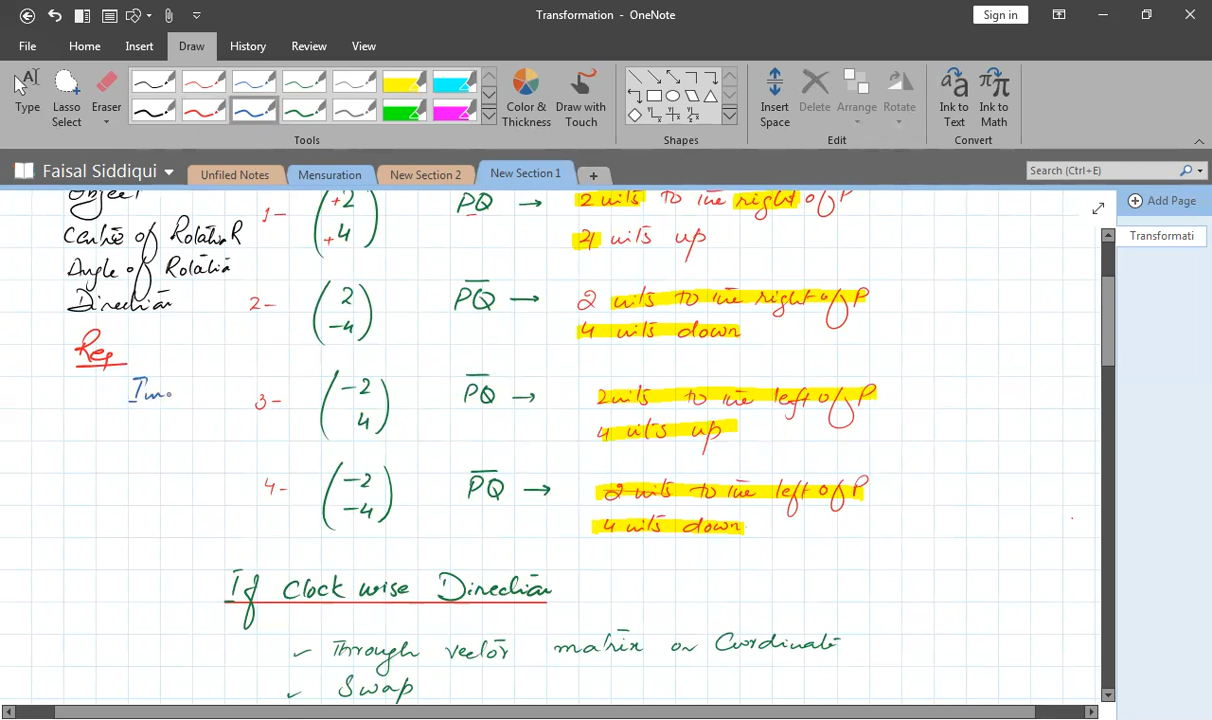 Transformation - OneNote
Sign in
File Home Insert Draw History Review View
Type Lasso Select Eraser
Color & Thickness Draw with Touch
Insert Space Delete Arrange Rotate
Ink to Text Ink to Math
Tools Shapes Edit Convert
Faisal Siddiqui Unfiled Notes Mensuration New Section 2 New Section 1
Search (Ctrl+E)
Add Page
Transformati
Object
Centre of Rotation R
Angle of Rotation
Direction
Req
Im
1- (+2 +4) PQ → 2 units to the right of P
4 units up
2- (2 -4) PQ → 2 units to the right of P
4 units down
3- (-2 4) PQ → 2 units to the left of P
4 units up
4- (-2 -4) PQ → 2 units to the left of P
4 units down
If Clock wise Direction
✓ Through vector matrix or Coordinate
✓ Swap